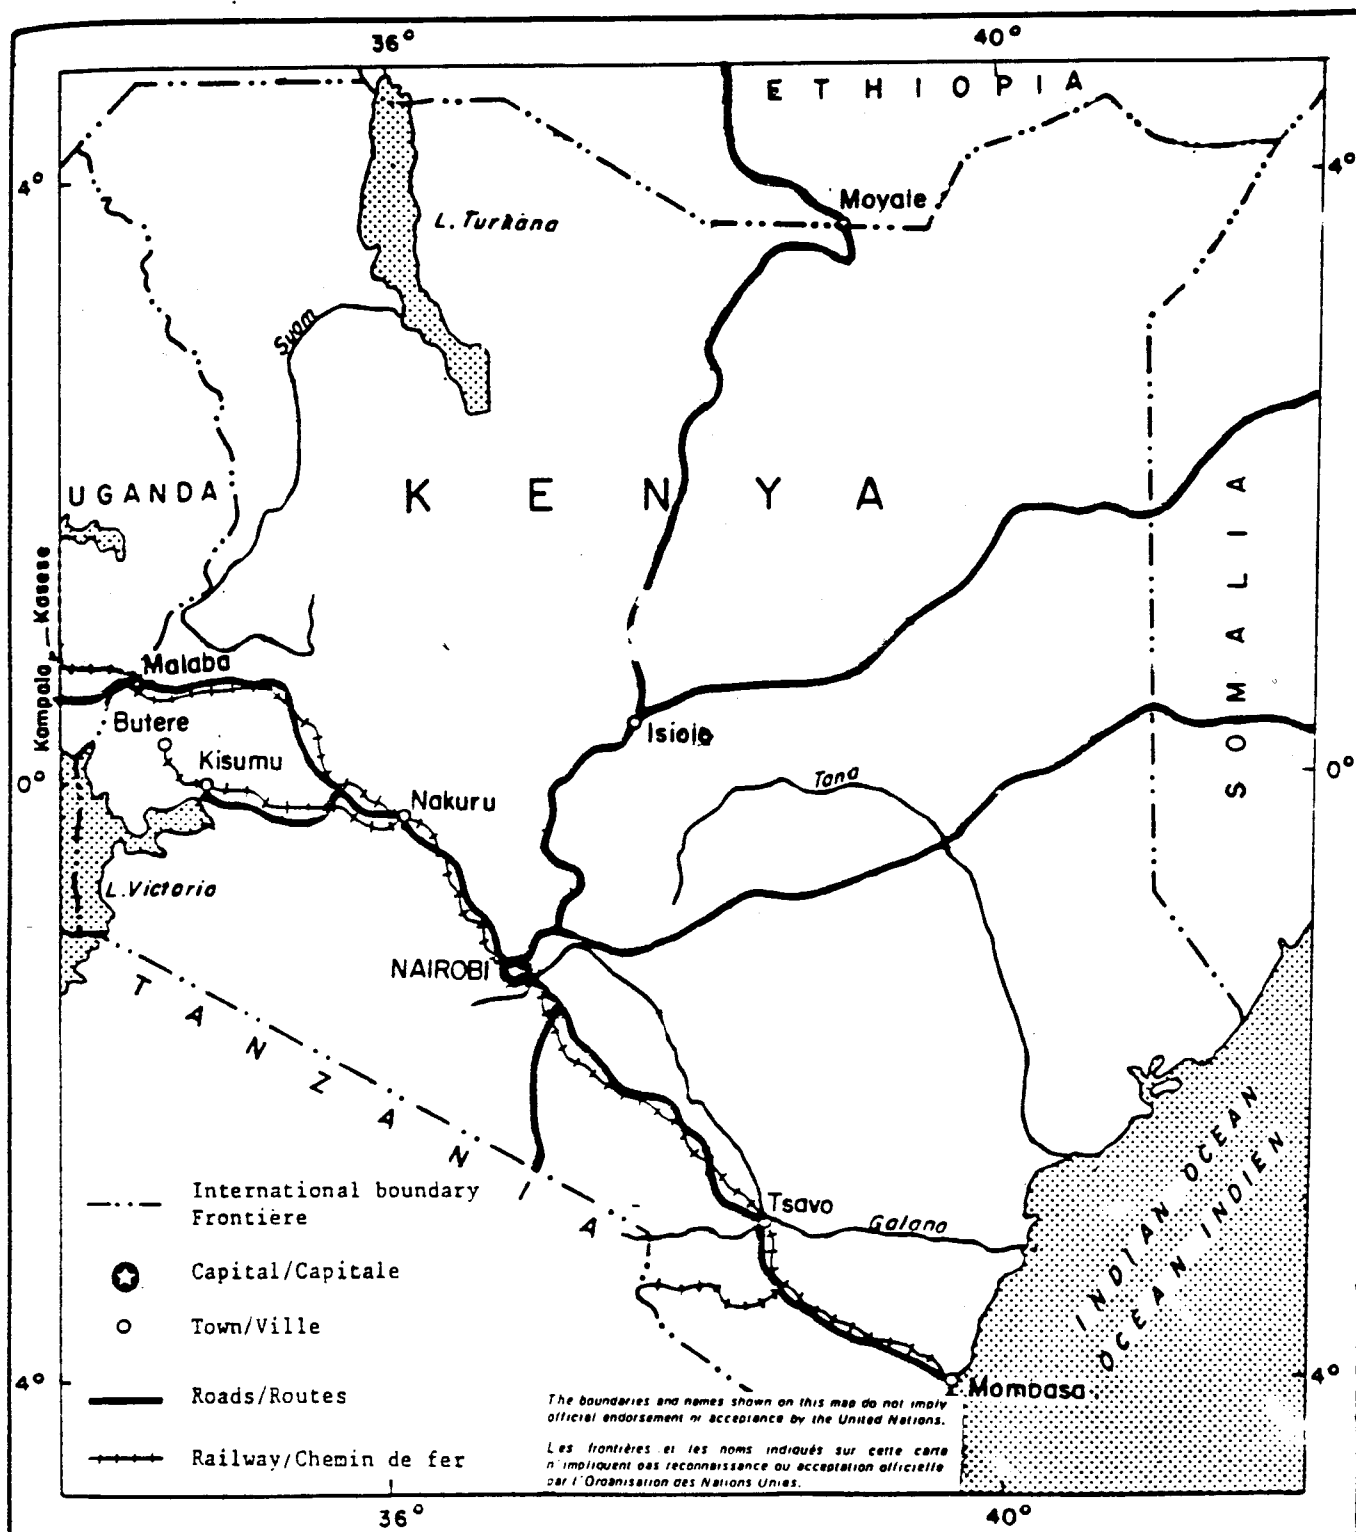 36° 40°
ETHIOPIA
4° 4°
Moyale
L. Turkana
Suam
KENYA
UGANDA
SOMALIA
Kampala — Kasese
Malaba
Butere
Isiolo
Kisumu
0° 0°
Tana
Nakuru
L. Victoria
NAIROBI
TANZANIA
INDIAN OCEAN
OCEAN INDIEN
Tsavo
Galana
International boundary
Frontière
Capital/Capitale
Town/Ville
4° 4°
Mombasa
Roads/Routes
Railway/Chemin de fer
The boundaries and names shown on this map do not imply
official endorsement or acceptance by the United Nations.
Les frontières et les noms indiqués sur cette carte
n'impliquent pas reconnaissance ou acceptation officielle
par l'Organisation des Nations Unies.
36° 40°